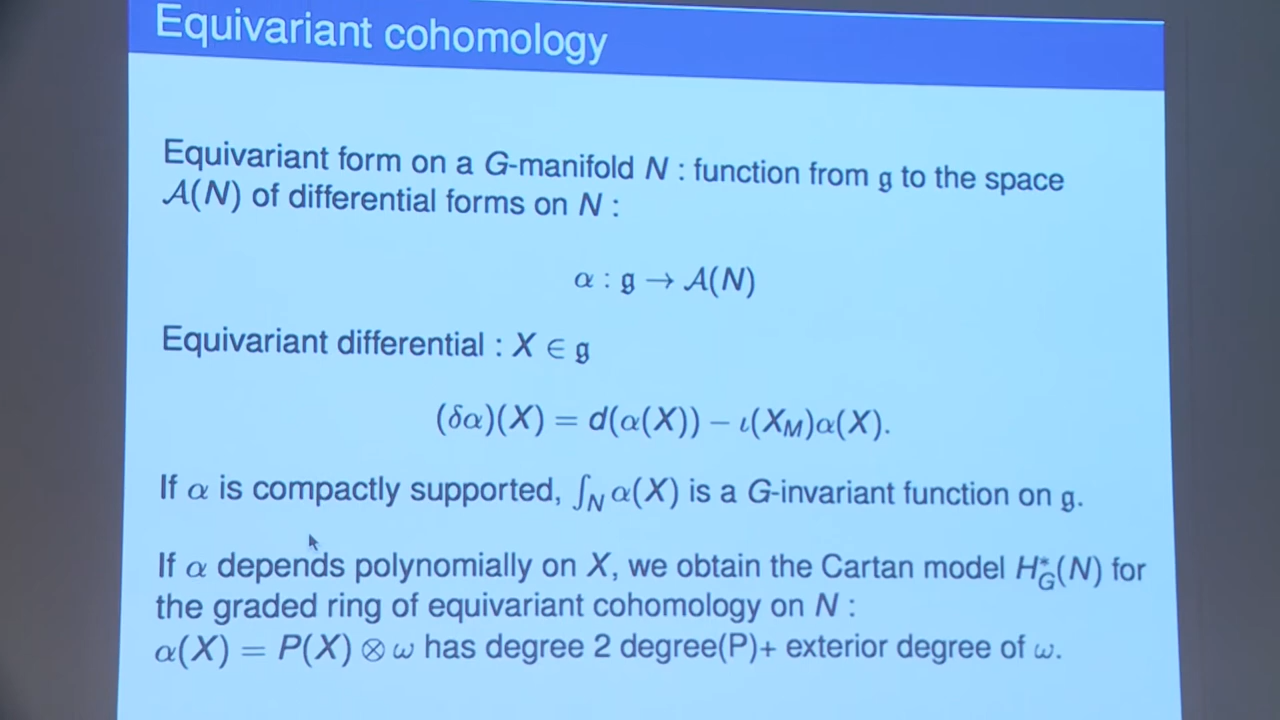 Equivariant cohomology
Equivariant form on a G-manifold N : function from 𝔤 to the space
𝒜(N) of differential forms on N :
α : 𝔤 → 𝒜(N)
Equivariant differential : X ∈ 𝔤
(δα)(X) = d(α(X)) − ι(X_M)α(X).
If α is compactly supported, ∫_N α(X) is a G-invariant function on 𝔤.
If α depends polynomially on X, we obtain the Cartan model H*_G(N) for
the graded ring of equivariant cohomology on N :
α(X) = P(X) ⊗ ω has degree 2 degree(P)+ exterior degree of ω.